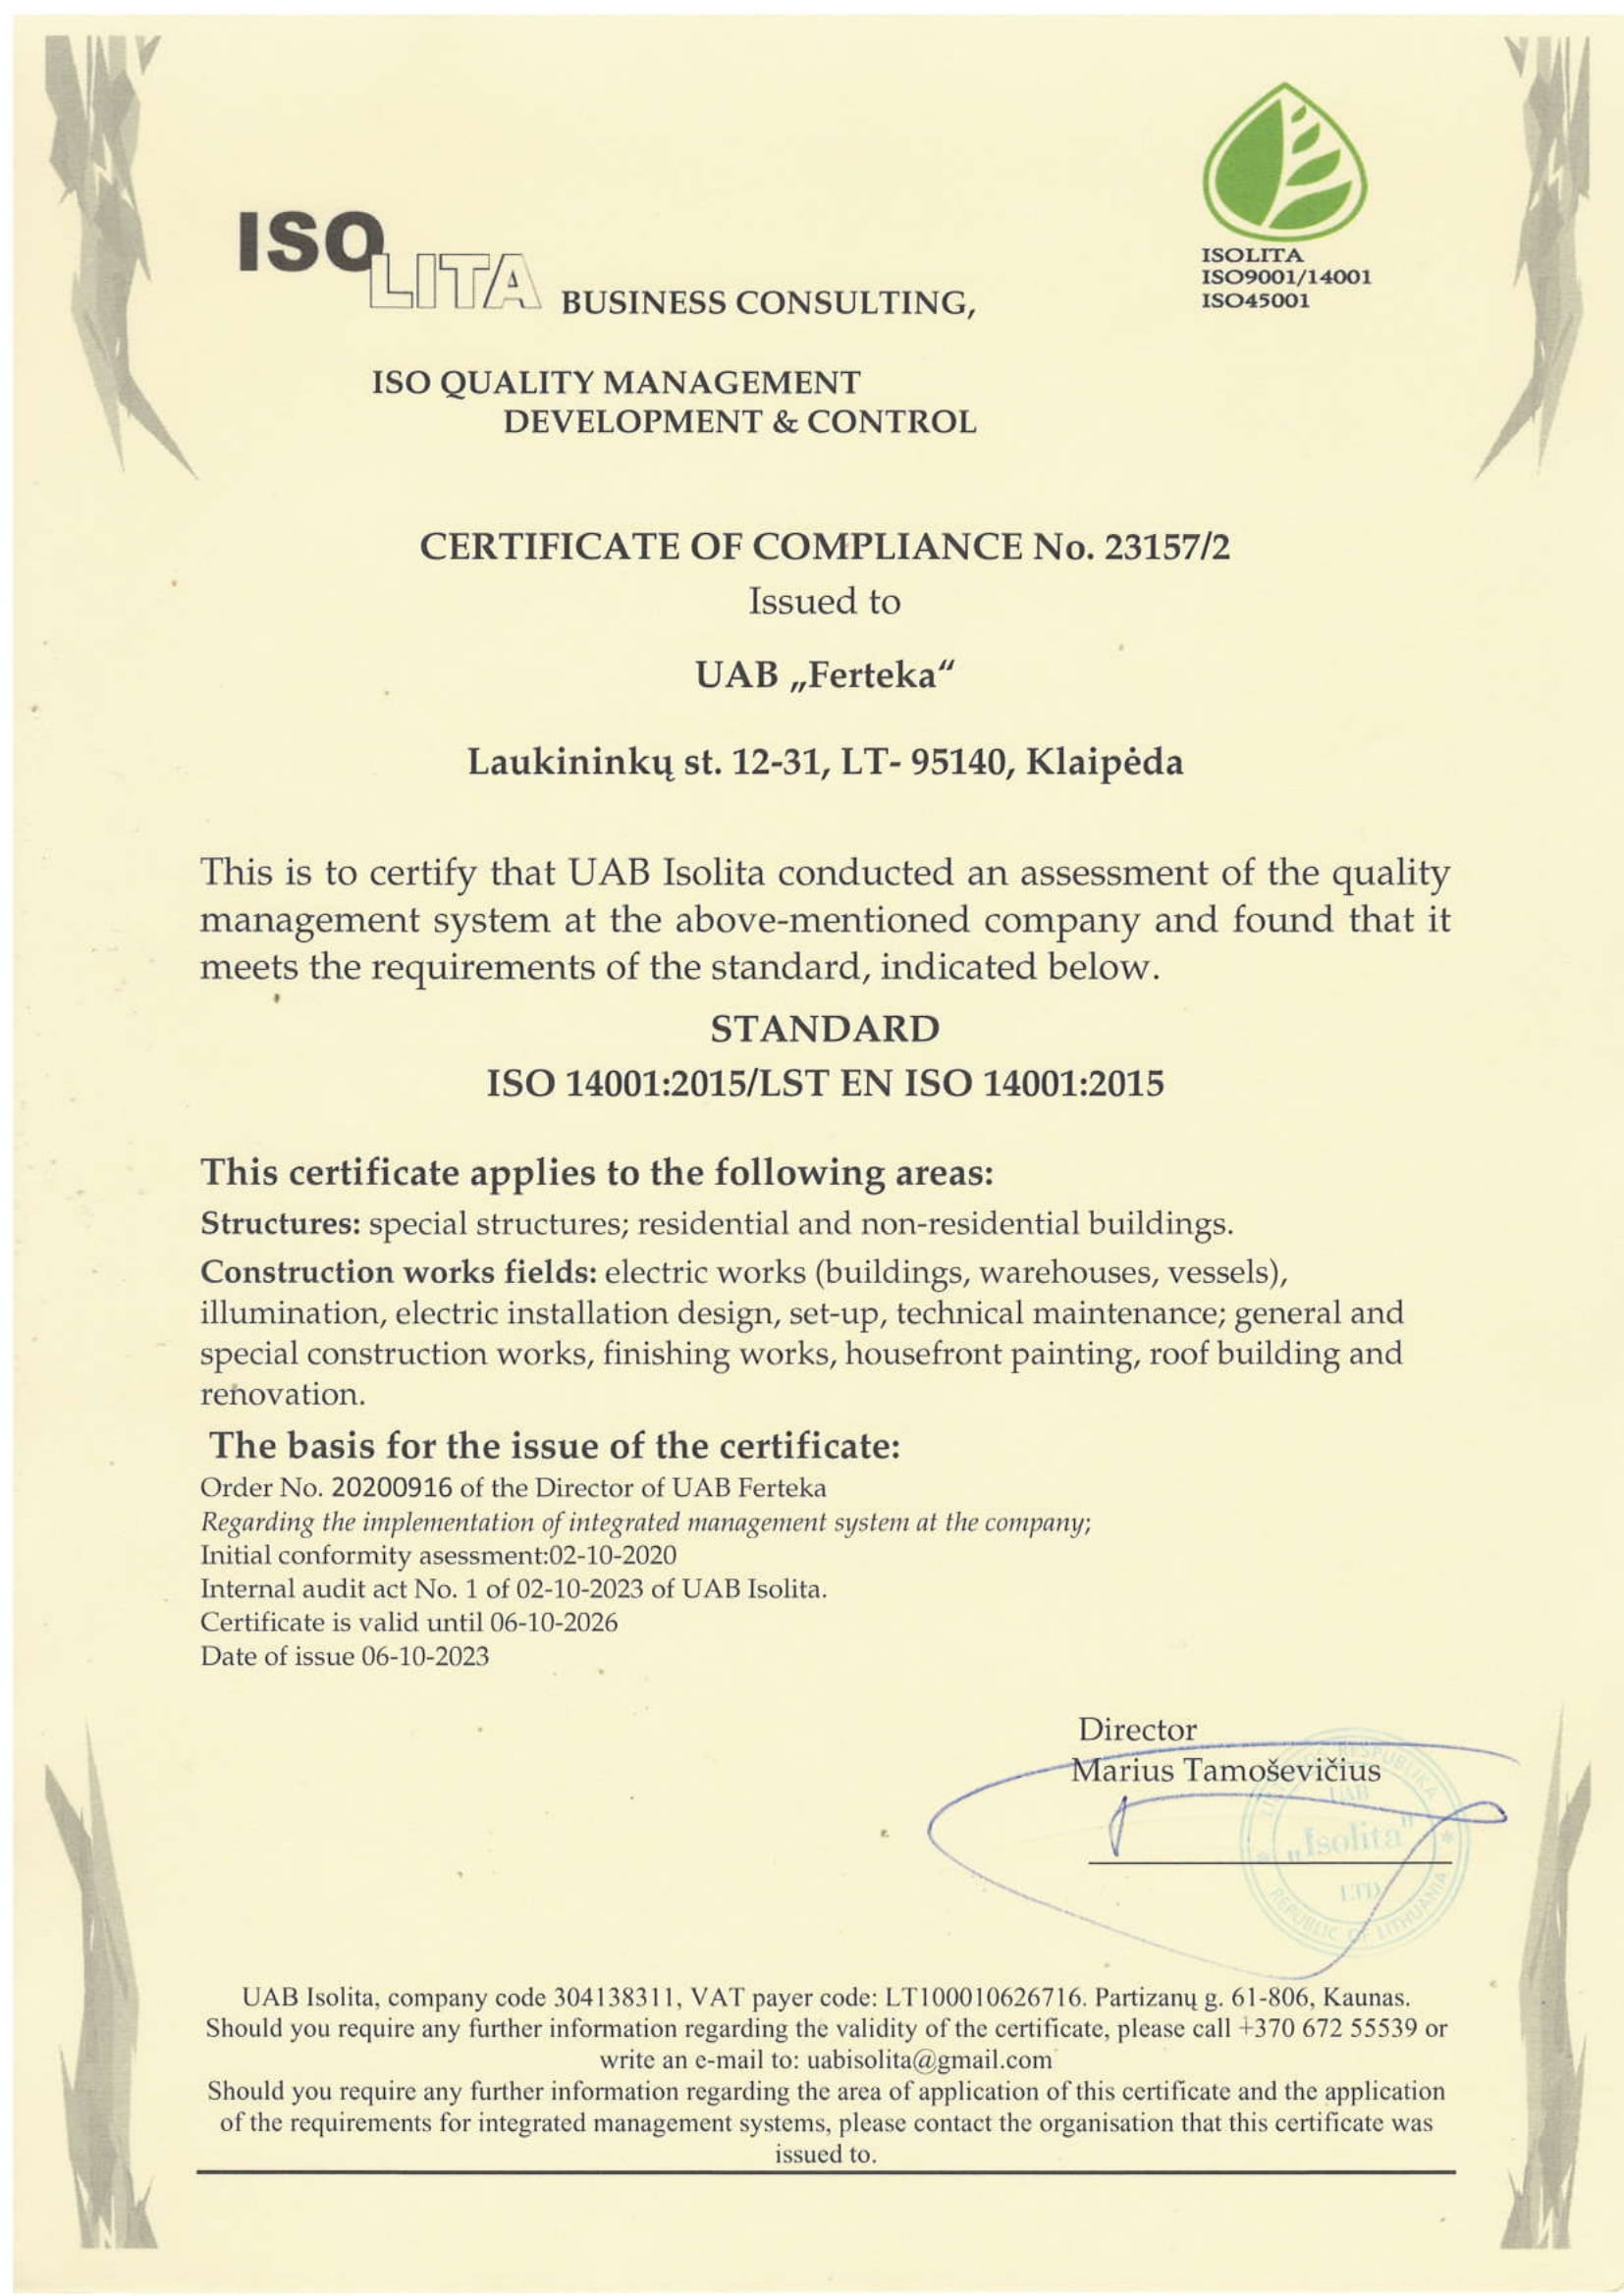 ISOLITA BUSINESS CONSULTING,
ISOLITA
ISO9001/14001
ISO45001
ISO QUALITY MANAGEMENT
DEVELOPMENT & CONTROL
CERTIFICATE OF COMPLIANCE No. 23157/2
Issued to
UAB „Ferteka“
Laukininkų st. 12-31, LT- 95140, Klaipėda
This is to certify that UAB Isolita conducted an assessment of the quality
management system at the above-mentioned company and found that it
meets the requirements of the standard, indicated below.
STANDARD
ISO 14001:2015/LST EN ISO 14001:2015
This certificate applies to the following areas:
Structures: special structures; residential and non-residential buildings.
Construction works fields: electric works (buildings, warehouses, vessels),
illumination, electric installation design, set-up, technical maintenance; general and
special construction works, finishing works, housefront painting, roof building and
renovation.
The basis for the issue of the certificate:
Order No. 20200916 of the Director of UAB Ferteka
Regarding the implementation of integrated management system at the company;
Initial conformity asessment:02-10-2020
Internal audit act No. 1 of 02-10-2023 of UAB Isolita.
Certificate is valid until 06-10-2026
Date of issue 06-10-2023
Director
Marius Tamoševičius
UAB
„Isolita"
LTD
REPUBLIC OF LITHUANIA
UAB Isolita, company code 304138311, VAT payer code: LT100010626716. Partizanų g. 61-806, Kaunas.
Should you require any further information regarding the validity of the certificate, please call +370 672 55539 or
write an e-mail to: uabisolita@gmail.com
Should you require any further information regarding the area of application of this certificate and the application
of the requirements for integrated management systems, please contact the organisation that this certificate was
issued to.